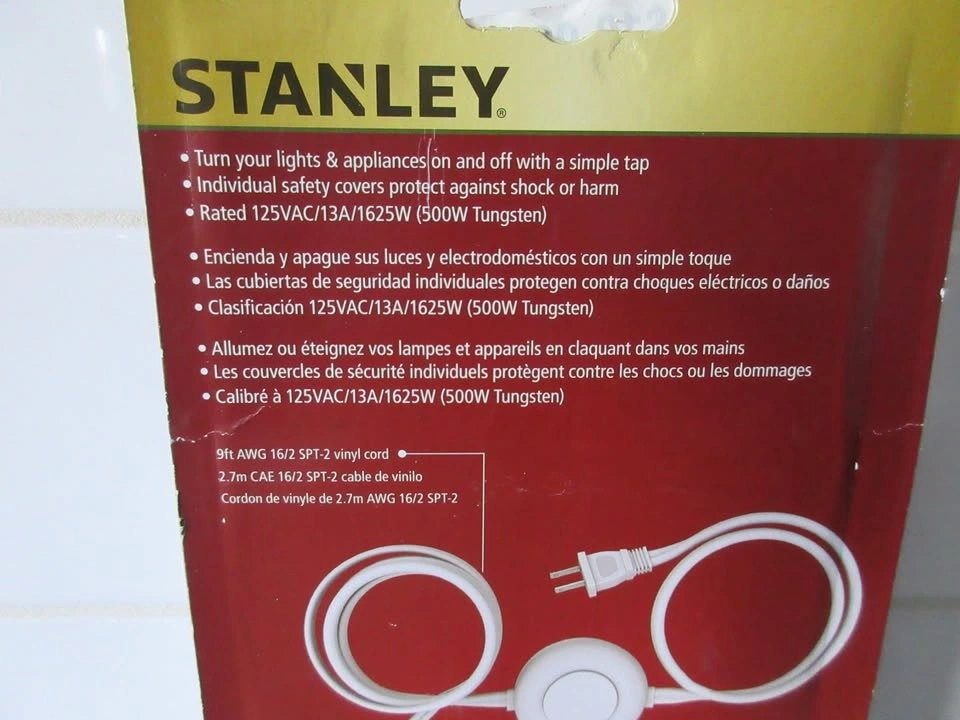 STANLEY®
• Turn your lights & appliances on and off with a simple tap
• Individual safety covers protect against shock or harm
• Rated 125VAC/13A/1625W (500W Tungsten)
• Encienda y apague sus luces y electrodomésticos con un simple toque
• Las cubiertas de seguridad individuales protegen contra choques eléctricos o daños
• Clasificación 125VAC/13A/1625W (500W Tungsten)
• Allumez ou éteignez vos lampes et appareils en claquant dans vos mains
• Les couvercles de sécurité individuels protègent contre les chocs ou les dommages
• Calibré à 125VAC/13A/1625W (500W Tungsten)
9ft AWG 16/2 SPT-2 vinyl cord
2.7m CAE 16/2 SPT-2 cable de vinilo
Cordon de vinyle de 2.7m AWG 16/2 SPT-2